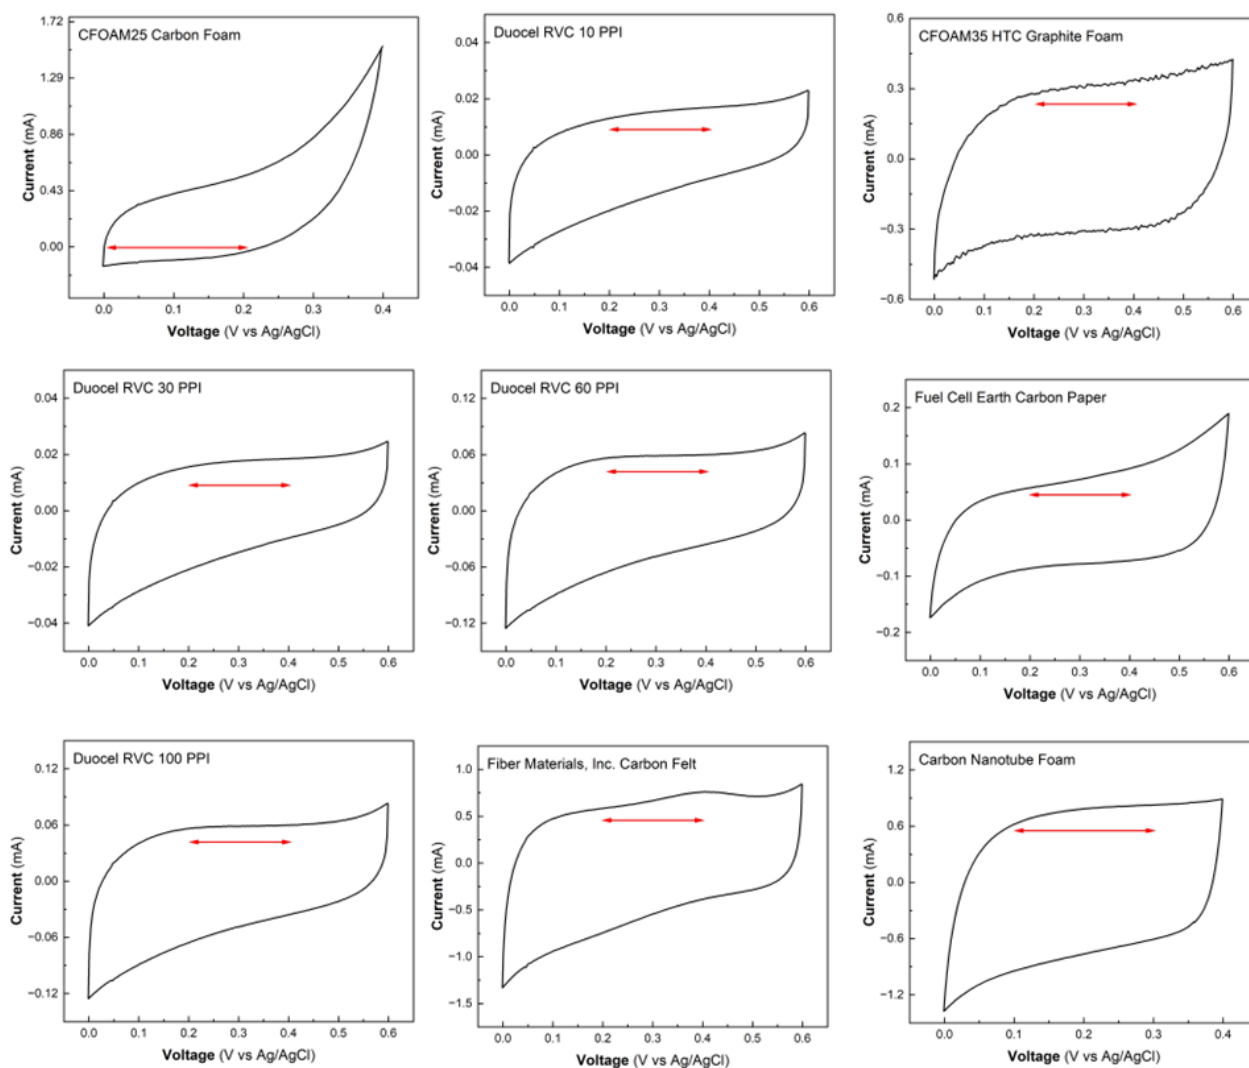 CFOAM25 Carbon Foam
1.72
1.29
0.86
0.43
0.00
Current (mA)
0.0 0.1 0.2 0.3 0.4
Voltage (V vs Ag/AgCl)
Duocel RVC 10 PPI
0.04
0.02
0.00
−0.02
−0.04
Current (mA)
0.0 0.1 0.2 0.3 0.4 0.5 0.6
Voltage (V vs Ag/AgCl)
CFOAM35 HTC Graphite Foam
0.6
0.3
0.0
−0.3
−0.6
Current (mA)
0.0 0.1 0.2 0.3 0.4 0.5 0.6
Voltage (V vs Ag/AgCl)
Duocel RVC 30 PPI
0.04
0.02
0.00
−0.02
−0.04
Current (mA)
0.0 0.1 0.2 0.3 0.4 0.5 0.6
Voltage (V vs Ag/AgCl)
Duocel RVC 60 PPI
0.12
0.06
0.00
−0.06
−0.12
Current (mA)
0.0 0.1 0.2 0.3 0.4 0.5 0.6
Voltage (V vs Ag/AgCl)
Fuel Cell Earth Carbon Paper
0.2
0.1
0.0
−0.1
−0.2
Current (mA)
0.0 0.1 0.2 0.3 0.4 0.5 0.6
Voltage (V vs Ag/AgCl)
Duocel RVC 100 PPI
0.12
0.06
0.00
−0.06
−0.12
Current (mA)
0.0 0.1 0.2 0.3 0.4 0.5 0.6
Voltage (V vs Ag/AgCl)
Fiber Materials, Inc. Carbon Felt
1.0
0.5
0.0
−0.5
−1.0
−1.5
Current (mA)
0.0 0.1 0.2 0.3 0.4 0.5 0.6
Voltage (V vs Ag/AgCl)
Carbon Nanotube Foam
1.2
0.6
0.0
−0.6
−1.2
Current (mA)
0.0 0.1 0.2 0.3 0.4
Voltage (V vs Ag/AgCl)